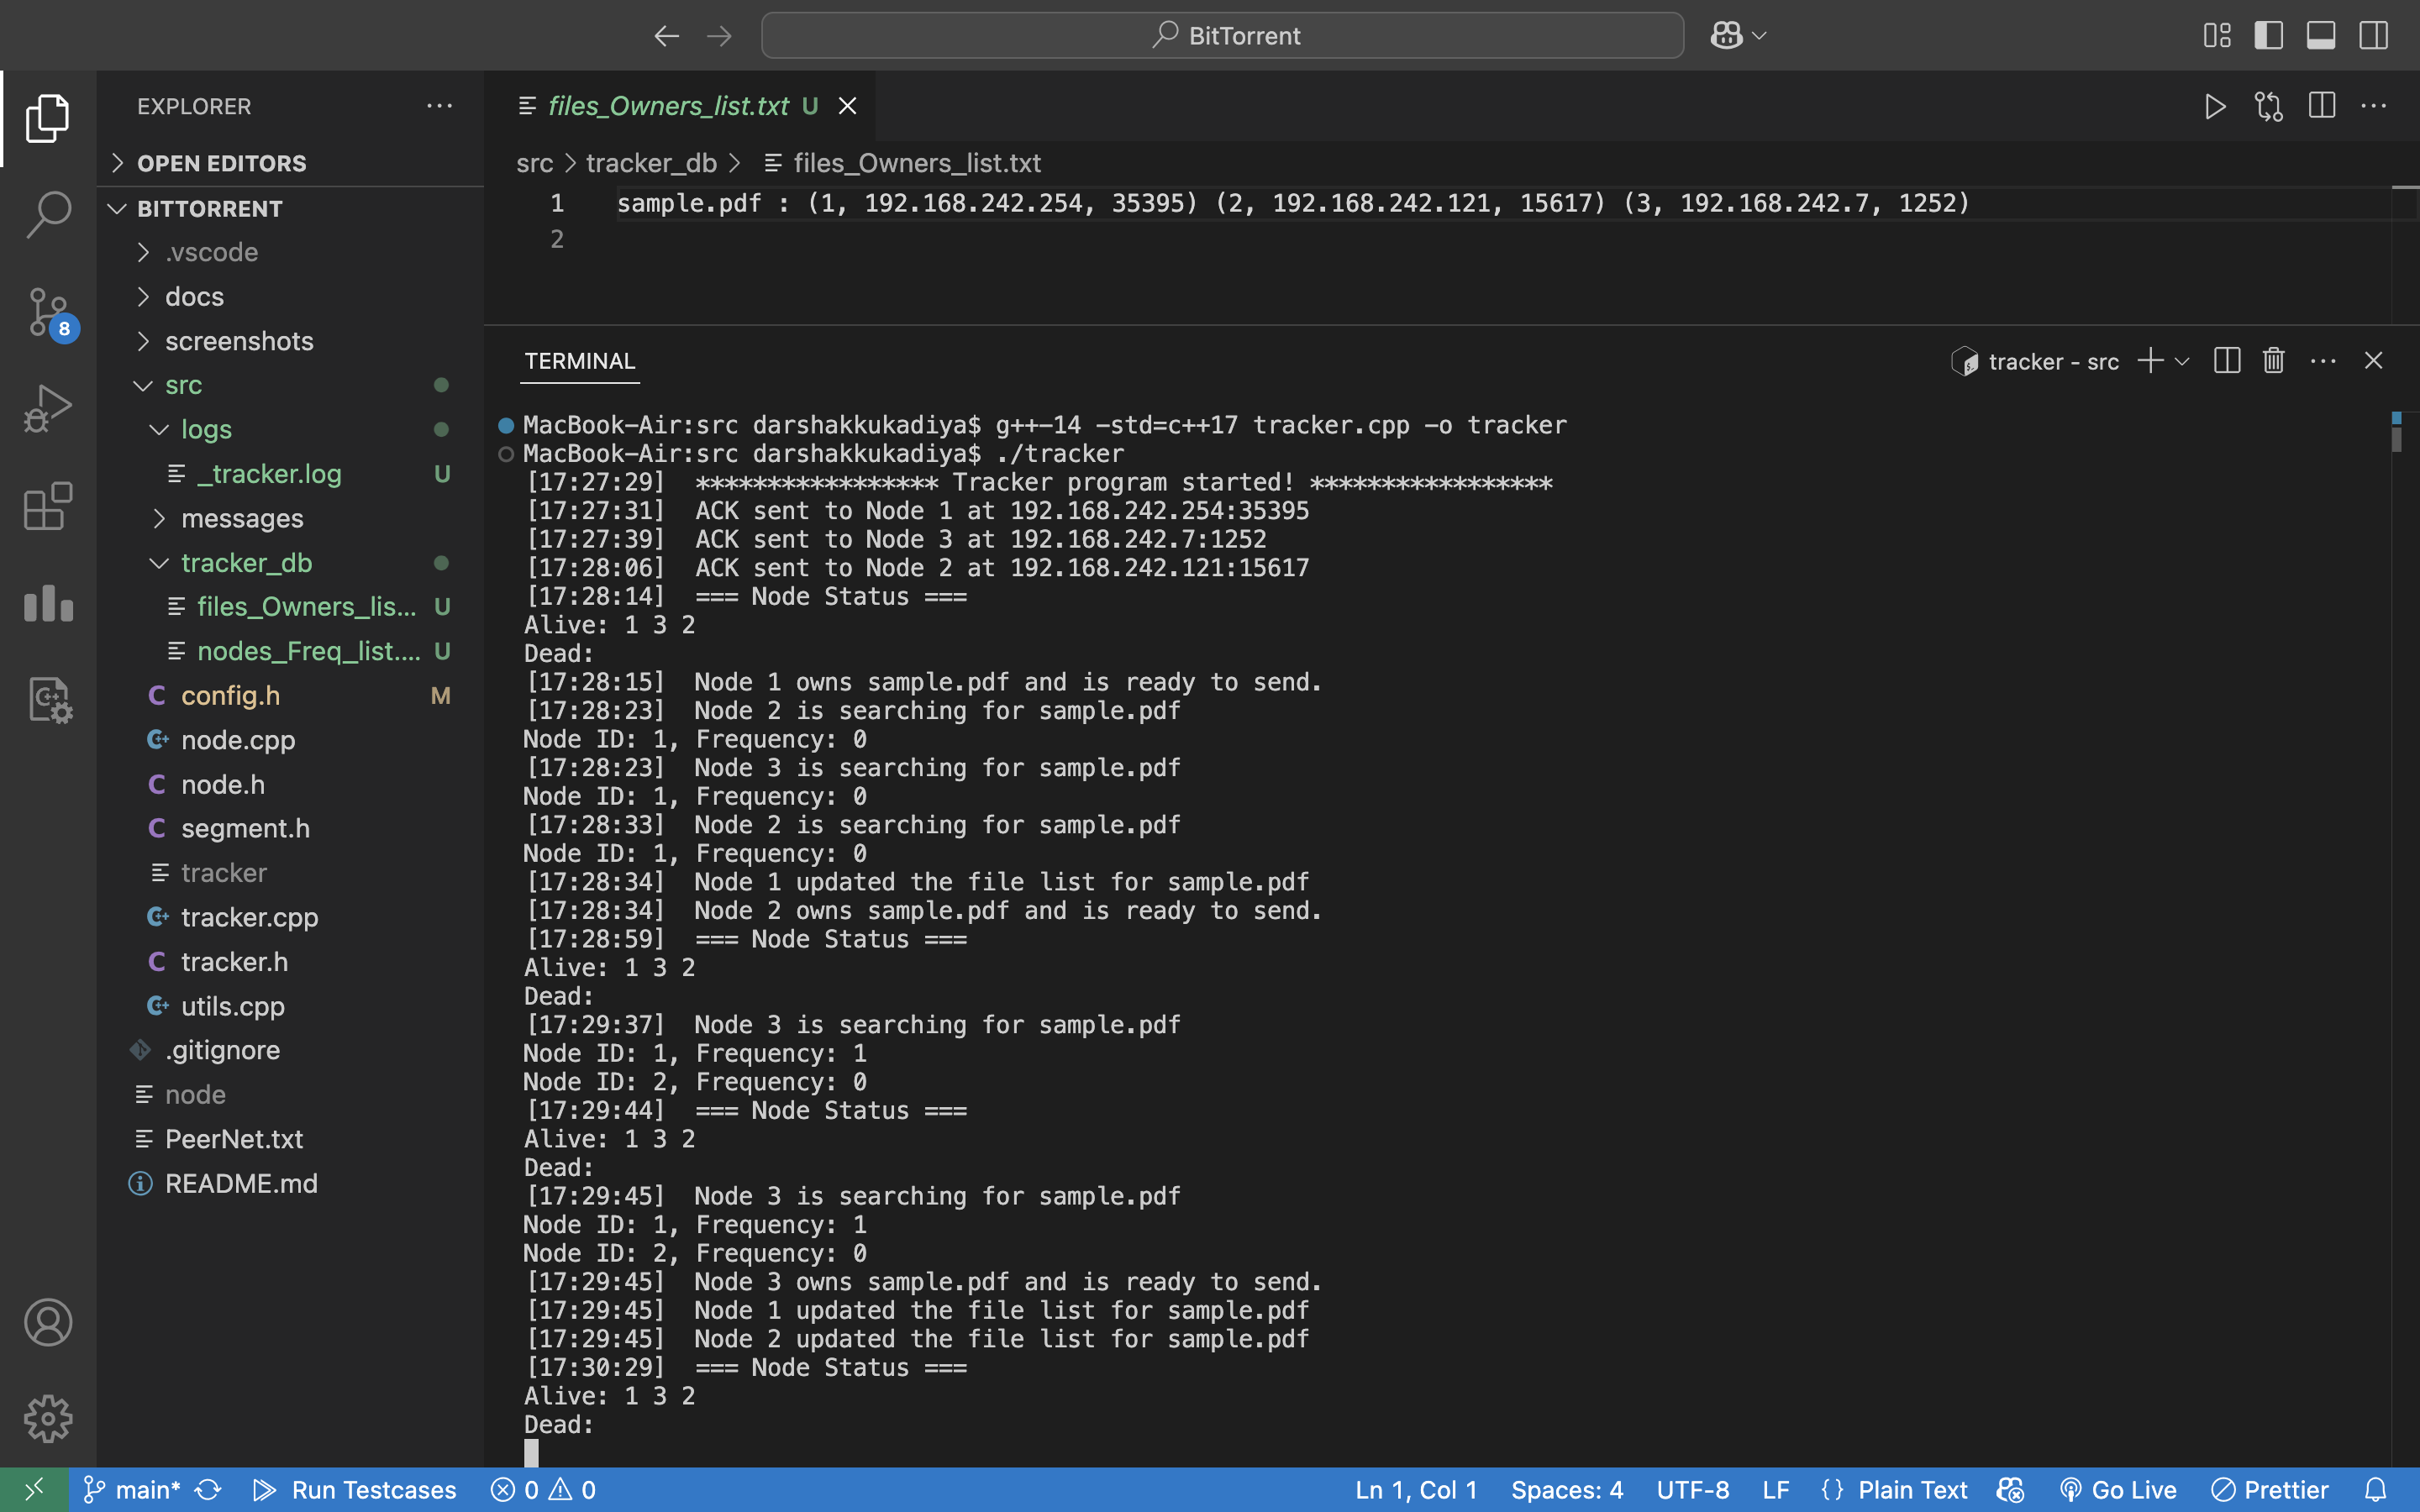 BitTorrent
EXPLORER
OPEN EDITORS
BITTORRENT
.vscode
docs
screenshots
src
logs
_tracker.log U
messages
tracker_db
files_Owners_lis... U
nodes_Freq_list.... U
config.h M
node.cpp
node.h
segment.h
tracker
tracker.cpp
tracker.h
utils.cpp
.gitignore
node
PeerNet.txt
README.md
8
files_Owners_list.txt U
src > tracker_db > files_Owners_list.txt
1 sample.pdf : (1, 192.168.242.254, 35395) (2, 192.168.242.121, 15617) (3, 192.168.242.7, 1252)
2
TERMINAL
tracker - src
MacBook-Air:src darshakkukadiya$ g++-14 -std=c++17 tracker.cpp -o tracker
MacBook-Air:src darshakkukadiya$ ./tracker
[17:27:29] ***************** Tracker program started! *****************
[17:27:31] ACK sent to Node 1 at 192.168.242.254:35395
[17:27:39] ACK sent to Node 3 at 192.168.242.7:1252
[17:28:06] ACK sent to Node 2 at 192.168.242.121:15617
[17:28:14] === Node Status ===
Alive: 1 3 2
Dead:
[17:28:15] Node 1 owns sample.pdf and is ready to send.
[17:28:23] Node 2 is searching for sample.pdf
Node ID: 1, Frequency: 0
[17:28:23] Node 3 is searching for sample.pdf
Node ID: 1, Frequency: 0
[17:28:33] Node 2 is searching for sample.pdf
Node ID: 1, Frequency: 0
[17:28:34] Node 1 updated the file list for sample.pdf
[17:28:34] Node 2 owns sample.pdf and is ready to send.
[17:28:59] === Node Status ===
Alive: 1 3 2
Dead:
[17:29:37] Node 3 is searching for sample.pdf
Node ID: 1, Frequency: 1
Node ID: 2, Frequency: 0
[17:29:44] === Node Status ===
Alive: 1 3 2
Dead:
[17:29:45] Node 3 is searching for sample.pdf
Node ID: 1, Frequency: 1
Node ID: 2, Frequency: 0
[17:29:45] Node 3 owns sample.pdf and is ready to send.
[17:29:45] Node 1 updated the file list for sample.pdf
[17:29:45] Node 2 updated the file list for sample.pdf
[17:30:29] === Node Status ===
Alive: 1 3 2
Dead:
main* Run Testcases 0 0 Ln 1, Col 1 Spaces: 4 UTF-8 LF {} Plain Text Go Live Prettier